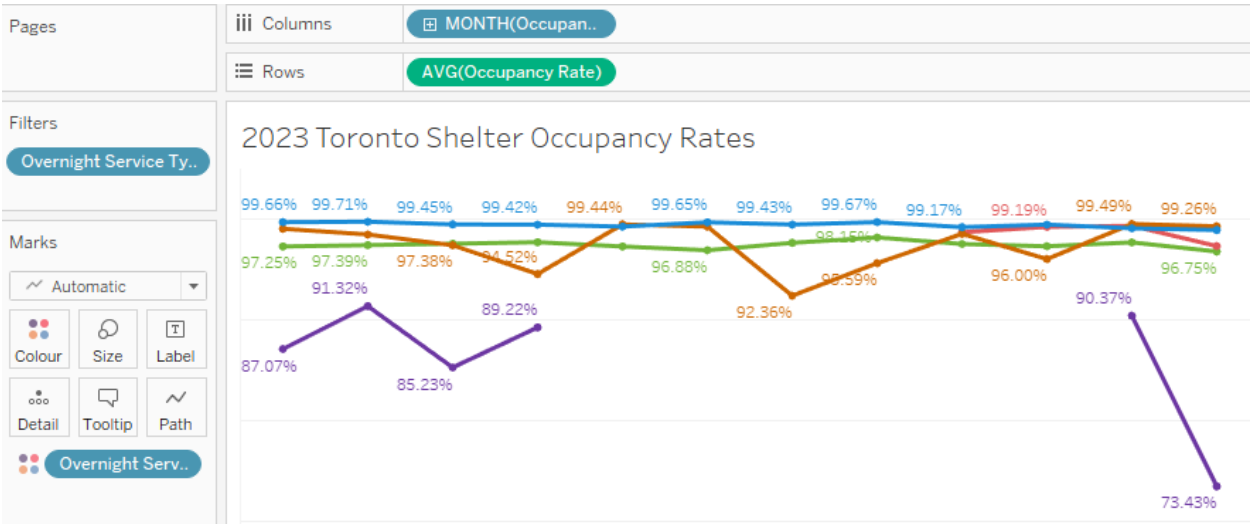 Pages
Columns
MONTH(Occupan..
Rows
AVG(Occupancy Rate)
Filters
Overnight Service Ty..
Marks
Automatic
Colour
Size
Label
Detail
Tooltip
Path
Overnight Serv..
2023 Toronto Shelter Occupancy Rates
99.66% 99.71% 99.45% 99.42% 99.44% 99.65% 99.43% 99.67% 99.17% 99.19% 99.49% 99.26%
98.15%
97.25% 97.39% 97.38% 94.52% 96.88% 95.59% 96.00% 96.75%
91.32% 89.22% 92.36% 90.37%
87.07%
85.23%
73.43%
T